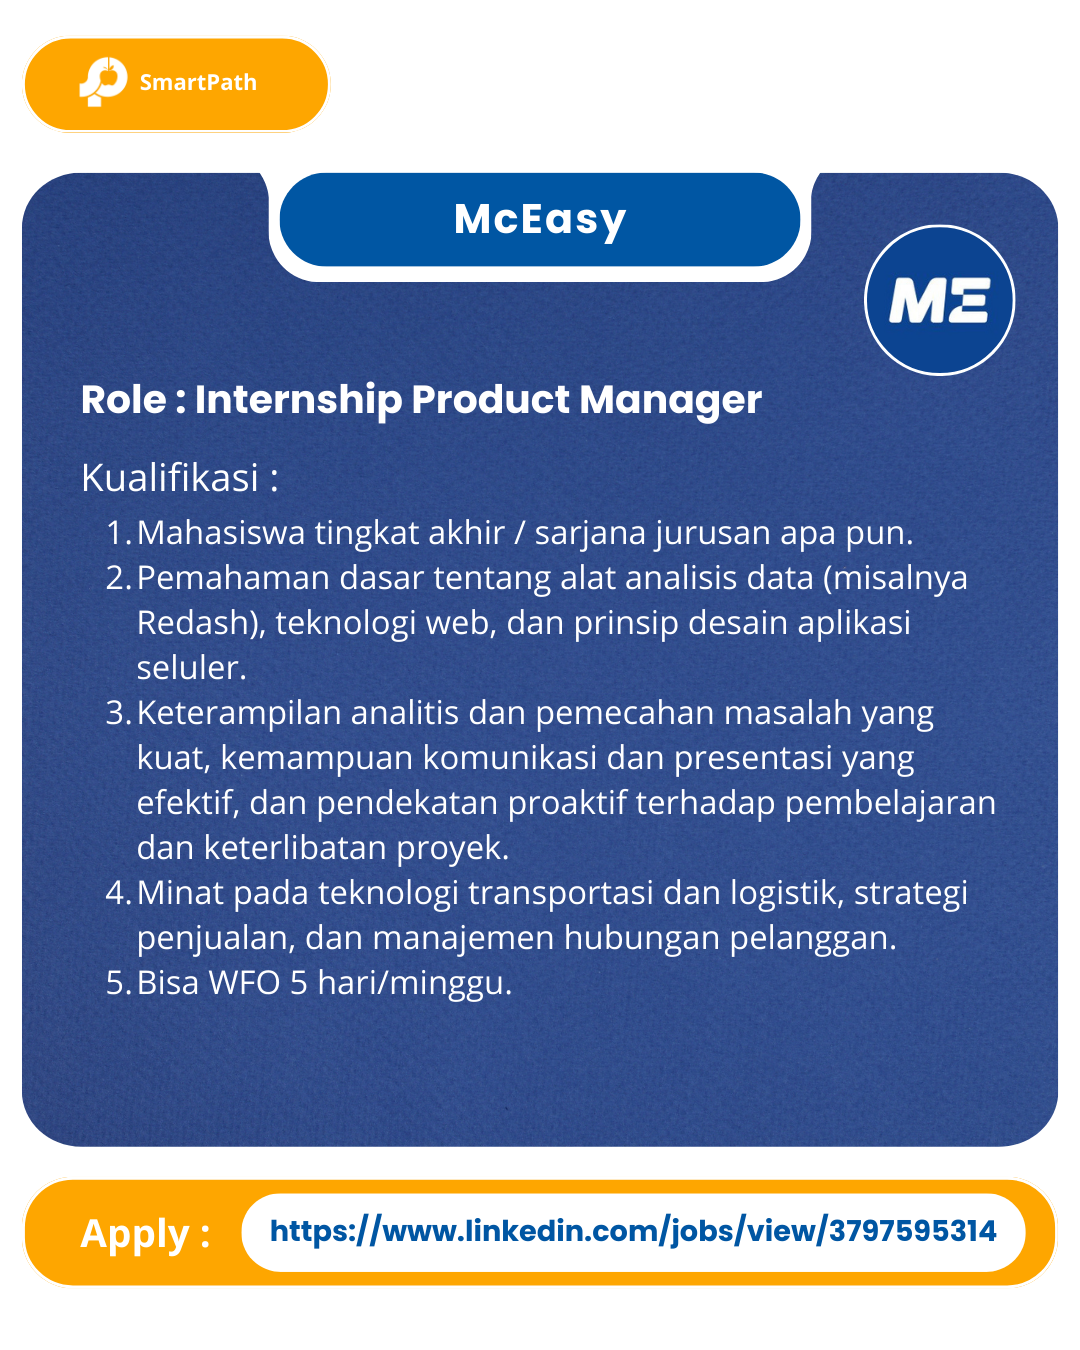 SmartPath
McEasy
ME
Role : Internship Product Manager
Kualifikasi :
1. Mahasiswa tingkat akhir / sarjana jurusan apa pun.
2. Pemahaman dasar tentang alat analisis data (misalnya
Redash), teknologi web, dan prinsip desain aplikasi
seluler.
3. Keterampilan analitis dan pemecahan masalah yang
kuat, kemampuan komunikasi dan presentasi yang
efektif, dan pendekatan proaktif terhadap pembelajaran
dan keterlibatan proyek.
4. Minat pada teknologi transportasi dan logistik, strategi
penjualan, dan manajemen hubungan pelanggan.
5. Bisa WFO 5 hari/minggu.
Apply : https://www.linkedin.com/jobs/view/3797595314